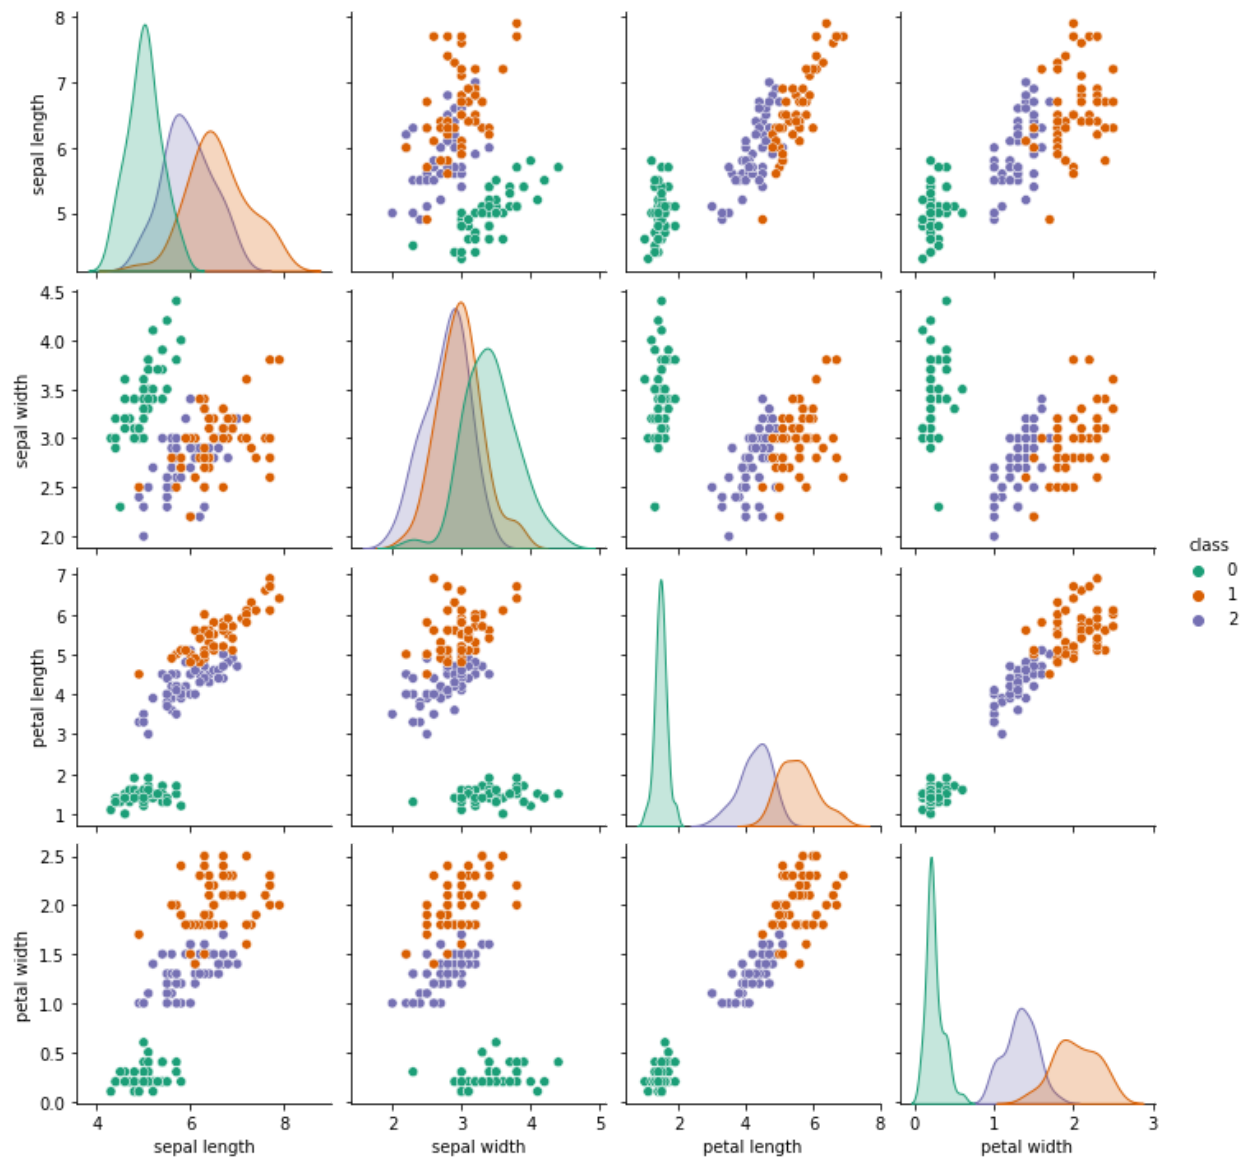 8
7
6
5
sepal length
4.5
4.0
3.5
3.0
2.5
2.0
sepal width
class
0
1
2
7
6
5
4
3
2
1
petal length
2.5
2.0
1.5
1.0
0.5
0.0
petal width
4 6 8
sepal length
2 3 4 5
sepal width
2 4 6 8
petal length
0 1 2 3
petal width